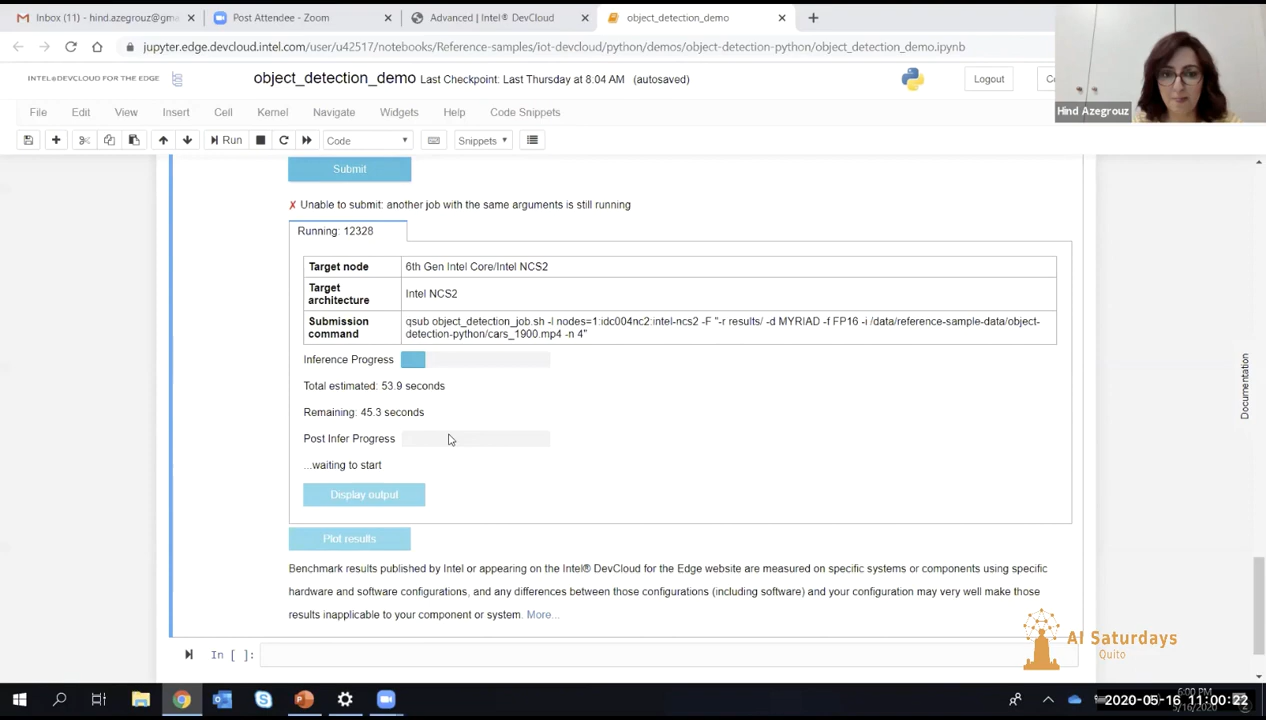 Inbox (11) - hind.azegrouz@gma
Post Attendee - Zoom
Advanced | Intel® DevCloud
object_detection_demo
jupyter.edge.devcloud.intel.com/user/u42517/notebooks/Reference-samples/iot-devcloud/python/demos/object-detection-python/object_detection_demo.ipynb
INTEL®DEVCLOUD FOR THE EDGE
object_detection_demo Last Checkpoint: Last Thursday at 8:04 AM (autosaved)
Logout
Hind Azegrouz
File Edit View Insert Cell Kernel Navigate Widgets Help Code Snippets
Run
Code
Snippets
Submit
✗ Unable to submit: another job with the same arguments is still running
Running: 12328
Target node 6th Gen Intel Core/Intel NCS2
Target architecture Intel NCS2
Submission command qsub object_detection_job.sh -l nodes=1:idc004nc2:intel-ncs2 -F "-r results/ -d MYRIAD -f FP16 -i /data/reference-sample-data/object-
detection-python/cars_1900.mp4 -n 4"
Inference Progress
Total estimated: 53.9 seconds
Remaining: 45.3 seconds
Post Infer Progress
...waiting to start
Display output
Plot results
Benchmark results published by Intel or appearing on the Intel® DevCloud for the Edge website are measured on specific systems or components using specific
hardware and software configurations, and any differences between those configurations (including software) and your configuration may very well make those
results inapplicable to your component or system. More...
Documentation
In [ ]:
AI Saturdays
Quito
6:00 PM
2020-05-16 11:00:22